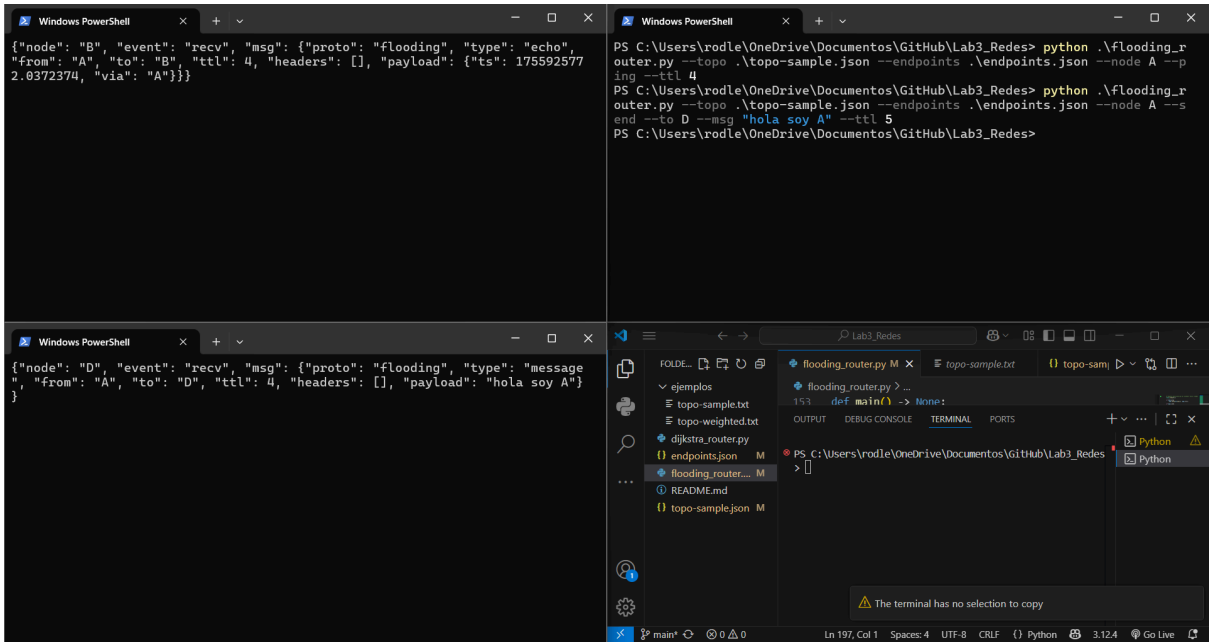 Windows PowerShell
{"node": "B", "event": "recv", "msg": {"proto": "flooding", "type": "echo",
"from": "A", "to": "B", "ttl": 4, "headers": [], "payload": {"ts": 175592577
2.0372374, "via": "A"}}}
Windows PowerShell
PS C:\Users\rodle\OneDrive\Documentos\GitHub\Lab3_Redes> python .\flooding_r
outer.py --topo .\topo-sample.json --endpoints .\endpoints.json --node A --p
ing --ttl 4
PS C:\Users\rodle\OneDrive\Documentos\GitHub\Lab3_Redes> python .\flooding_r
outer.py --topo .\topo-sample.json --endpoints .\endpoints.json --node A --s
end --to D --msg "hola soy A" --ttl 5
PS C:\Users\rodle\OneDrive\Documentos\GitHub\Lab3_Redes>
Windows PowerShell
{"node": "D", "event": "recv", "msg": {"proto": "flooding", "type": "message
", "from": "A", "to": "D", "ttl": 4, "headers": [], "payload": "hola soy A"}
}
Lab3_Redes
FOLDE...
ejemplos
topo-sample.txt
topo-weighted.txt
dijkstra_router.py
endpoints.json M
flooding_router.... M
README.md
topo-sample.json M
flooding_router.py M
topo-sample.txt
topo-sam
flooding_router.py > ...
153 def main() -> None:
OUTPUT DEBUG CONSOLE TERMINAL PORTS
PS C:\Users\rodle\OneDrive\Documentos\GitHub\Lab3_Redes
>
Python
Python
The terminal has no selection to copy
1
main* 0 0 Ln 197, Col 1 Spaces: 4 UTF-8 CRLF {} Python 3.12.4 Go Live